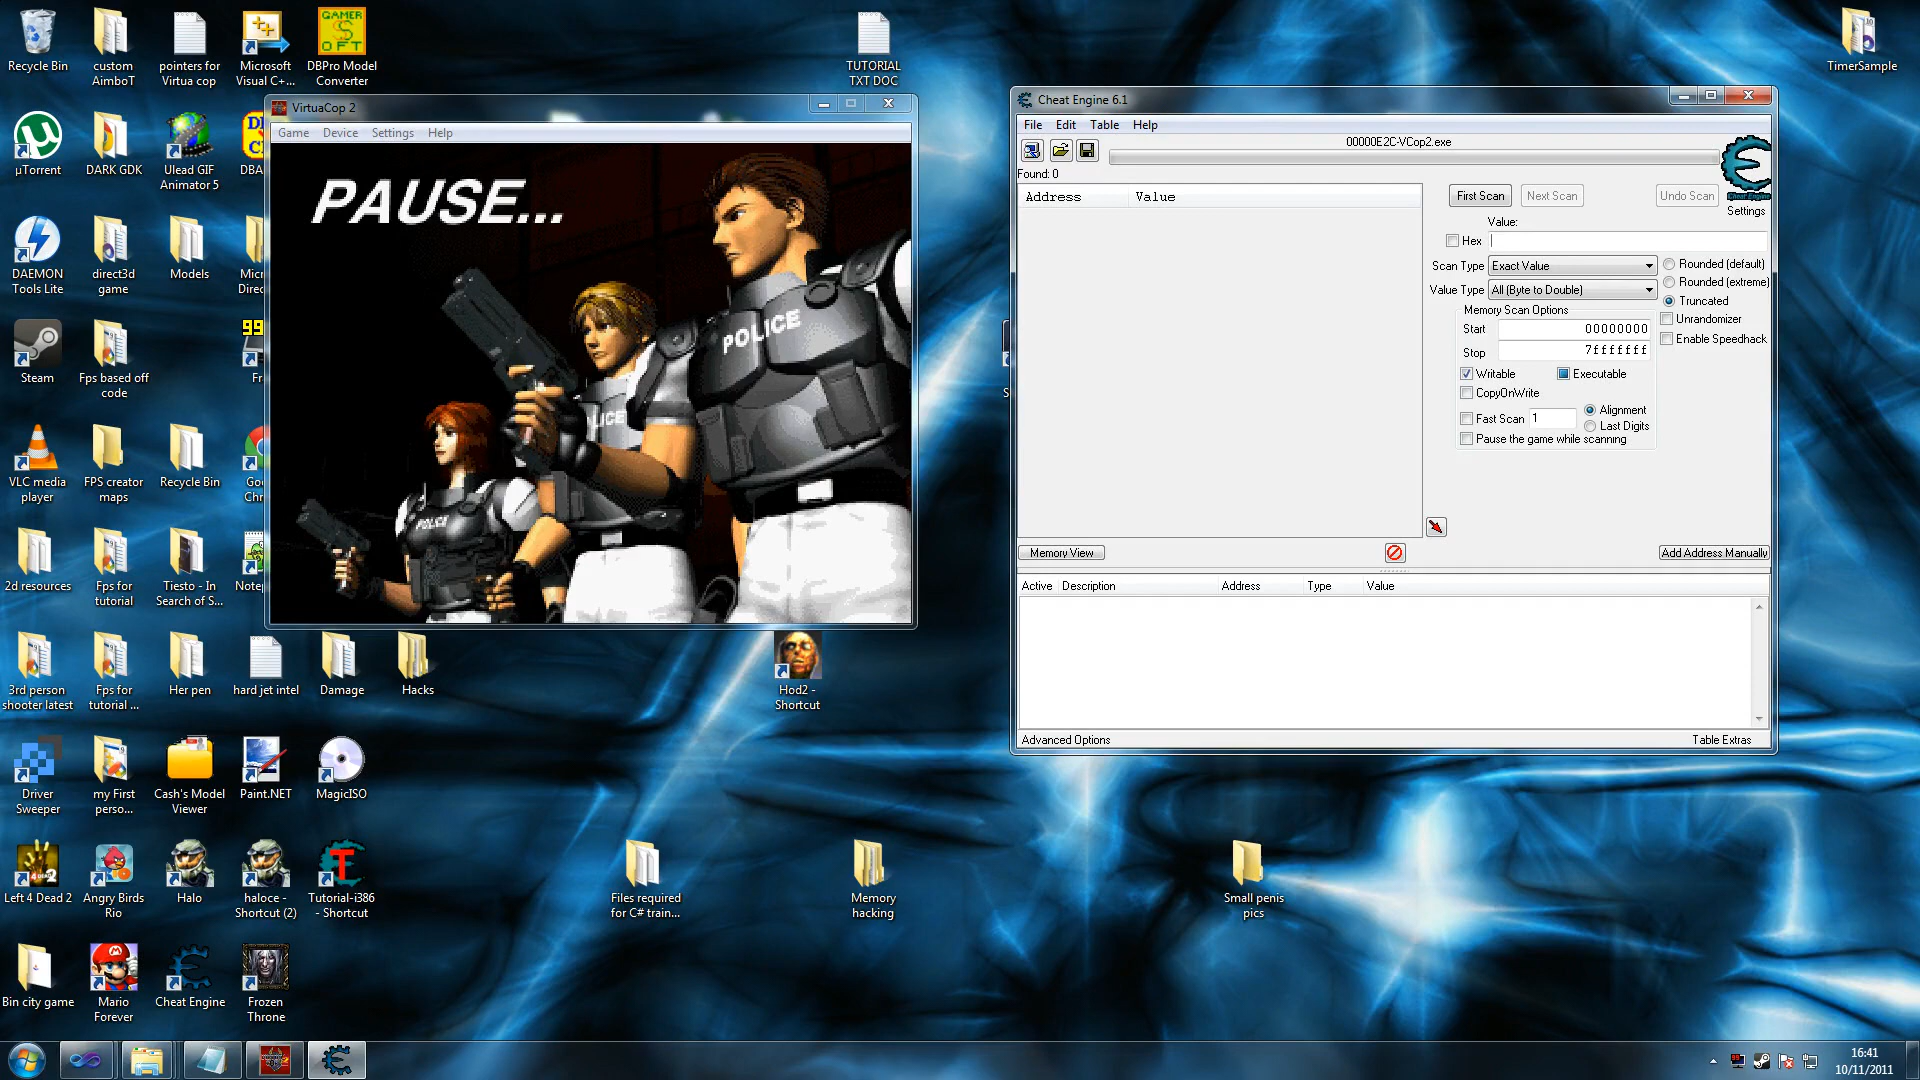 Recycle Bin
custom
AimboT
pointers for
Virtua cop
Microsoft
Visual C+...
GAMER
$
OFT
DBPro Model
Converter
TUTORIAL
TXT DOC
TimerSample
µTorrent
DARK GDK
Ulead GIF
Animator 5
DAEMON
Tools Lite
direct3d
game
Models
Steam
Fps based off
code
VLC media
player
FPS creator
maps
Recycle Bin
2d resources
Fps for
tutorial
Tiesto - In
Search of S...
3rd person
shooter latest
Fps for
tutorial ...
Her pen
hard jet intel
Damage
Hacks
Hod2 -
Shortcut
Driver
Sweeper
my First
perso...
Cash's Model
Viewer
Paint.NET
MagicISO
Left 4 Dead 2
Angry Birds
Rio
Halo
haloce -
Shortcut (2)
Tutorial-i386
- Shortcut
Files required
for C# train...
Memory
hacking
Small penis
pics
Bin city game
Mario
Forever
Cheat Engine
Frozen
Throne
VirtuaCop 2
Game Device Settings Help
PAUSE...
POLICE
POLICE
POLICE
Cheat Engine 6.1
File Edit Table Help
00000E2C-VCop2.exe
Found: 0
Address Value
First Scan Next Scan Undo Scan
Cheat Engine
Settings
Value:
Hex
Scan Type Exact Value
Value Type All (Byte to Double)
Rounded (default)
Rounded (extreme)
Truncated
Unrandomizer
Enable Speedhack
Memory Scan Options
Start 00000000
Stop 7fffffff
Writable Executable
CopyOnWrite
Fast Scan 1 Alignment
Last Digits
Pause the game while scanning
Memory View Add Address Manually
Active Description Address Type Value
Advanced Options Table Extras
16:41
10/11/2011